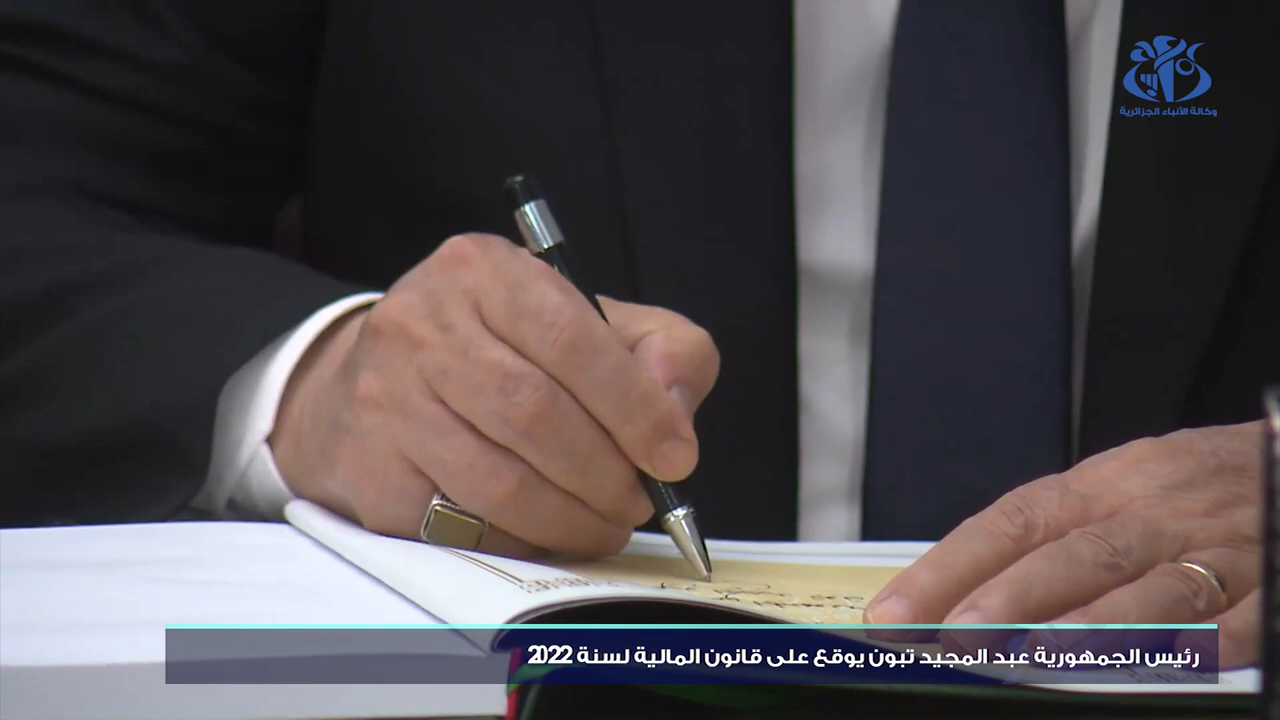 وكالة الأنباء الجزائرية
رئيس الجمهورية عبد المجيد تبون يوقع على قانون المالية لسنة 2022